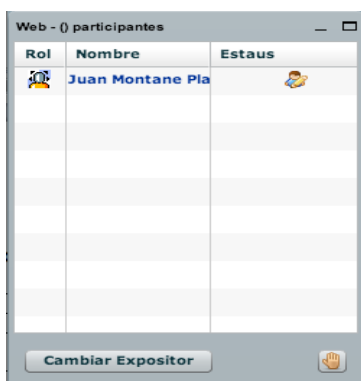 Web - () participantes
Rol Nombre Estaus
Juan Montane Pla
Cambiar Expositor